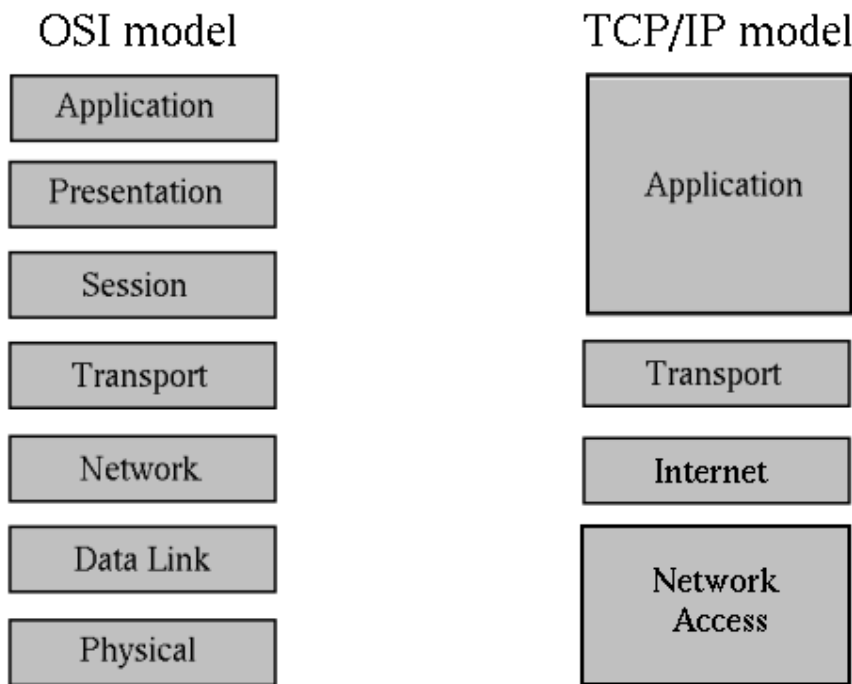 OSI model
TCP/IP model
Application
Presentation
Session
Transport
Network
Data Link
Physical
Application
Transport
Internet
Network
Access